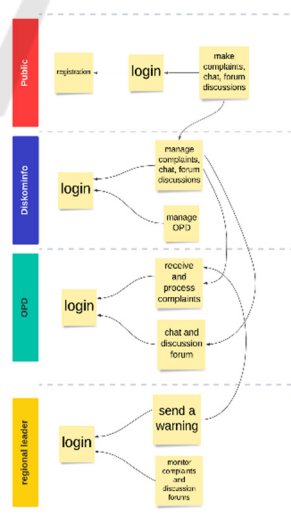 Public
registration
login
make
complaints,
chat, forum
discussions
Diskominfo
login
manage
complaints,
chat, forum
discussions
manage
OPD
OPD
login
receive
and
process
complaints
chat and
discussion
forum
regional leader
login
send a
warning
monitor
complaints
and
discussion
forums